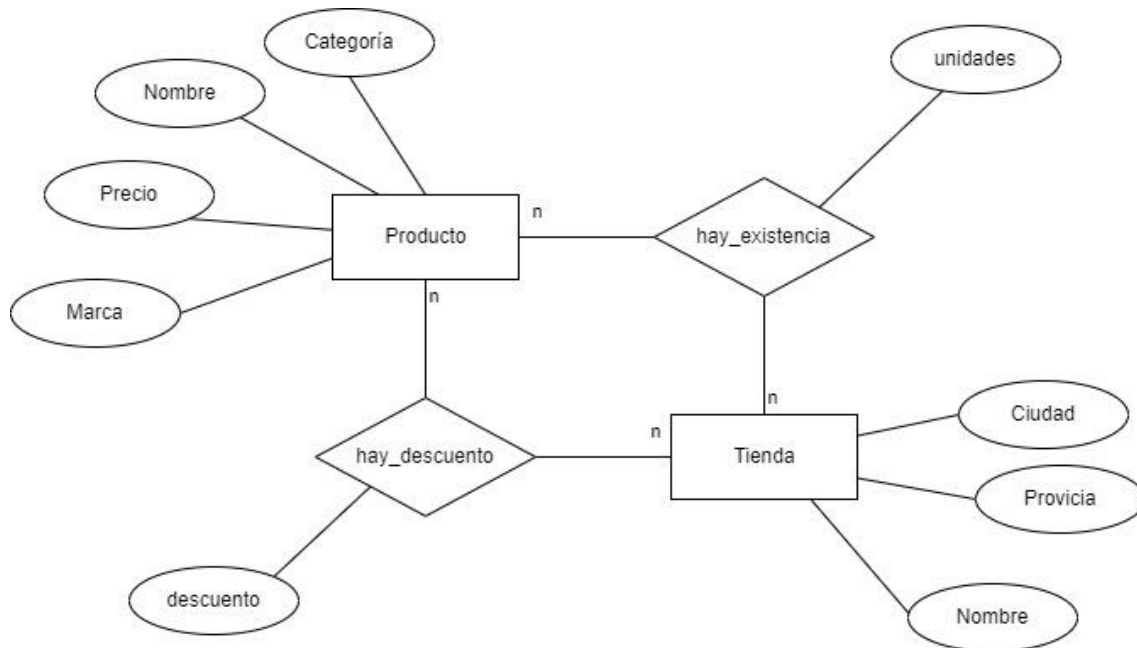 Categoría
unidades
Nombre
Precio
n
Producto
hay_existencia
n
Marca
n
Ciudad
n
hay_descuento
Tienda
Provicia
descuento
Nombre